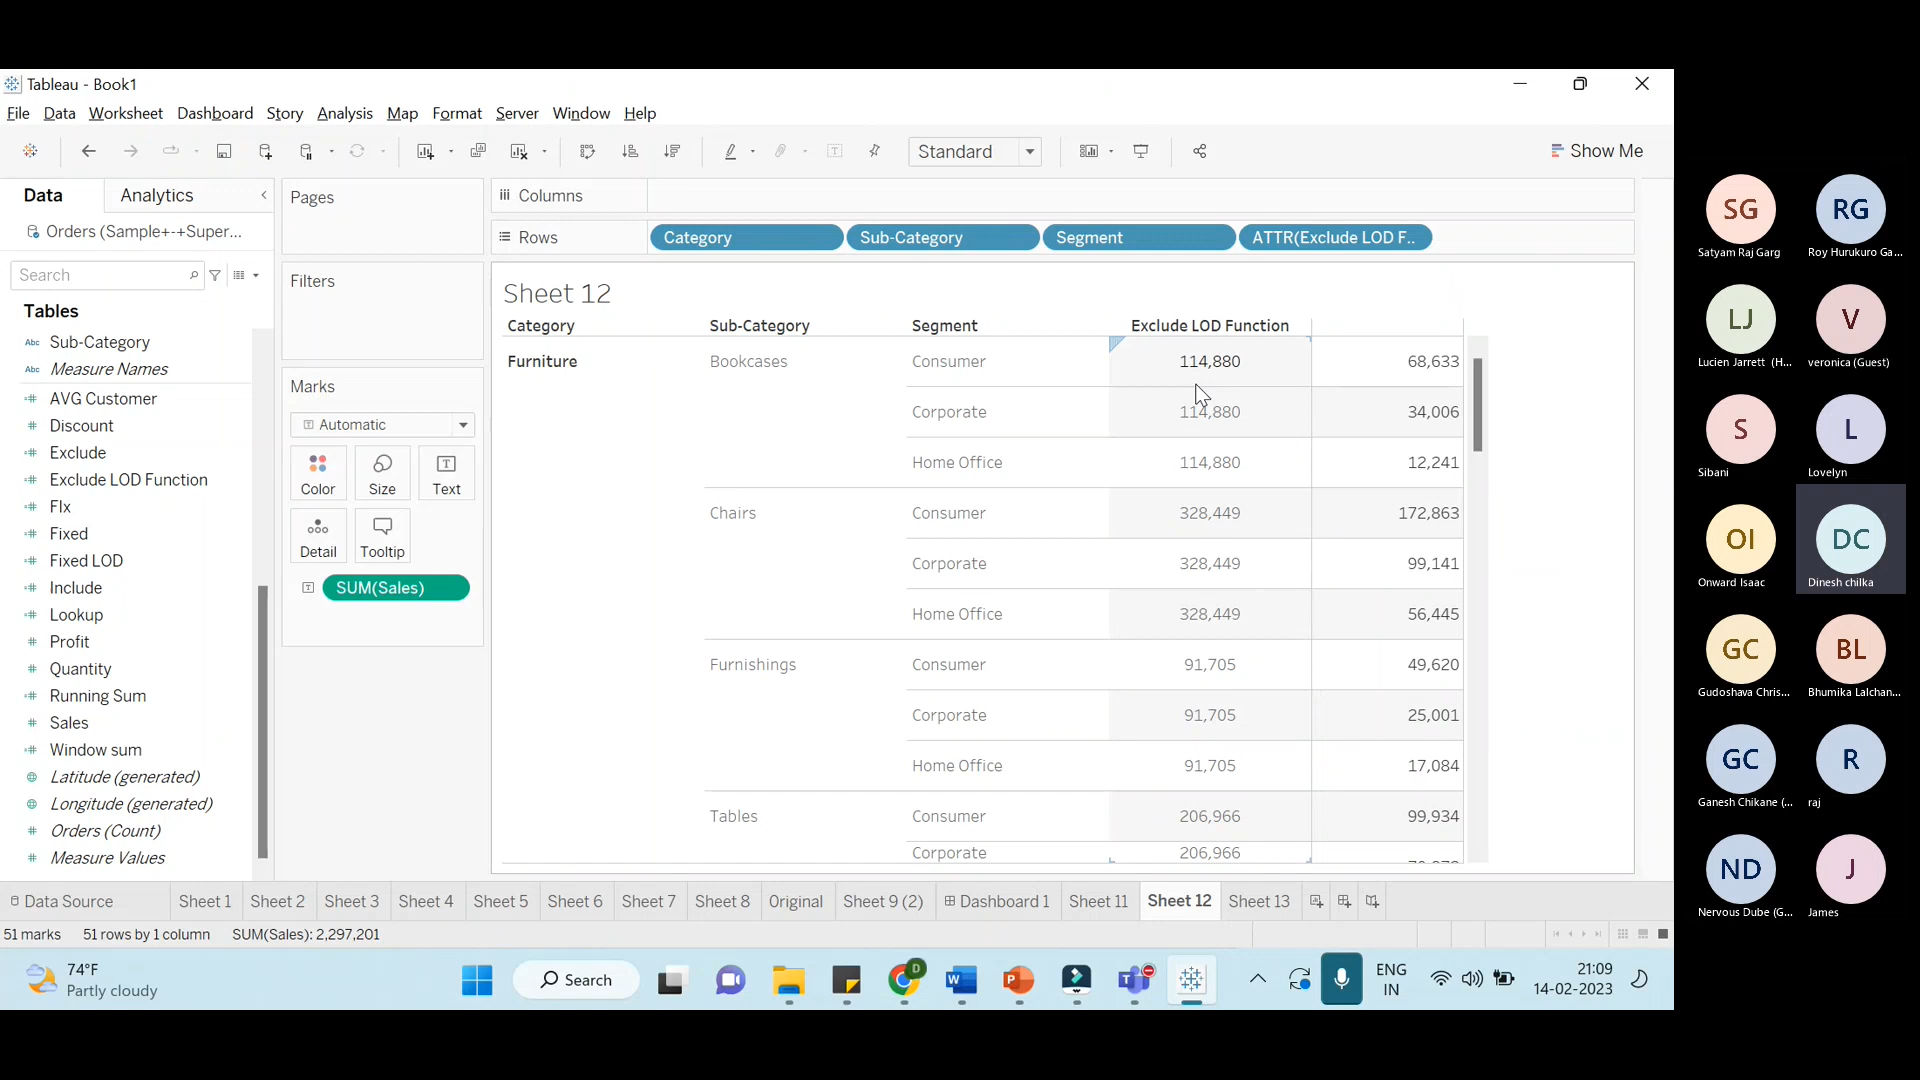 Tableau - Book1
File Data Worksheet Dashboard Story Analysis Map Format Server Window Help
Standard
Show Me
Data Analytics
Orders (Sample+-+Super...
Search
Tables
Abc Sub-Category
Abc Measure Names
AVG Customer
Discount
Exclude
Exclude LOD Function
FIx
Fixed
Fixed LOD
Include
Lookup
Profit
Quantity
Running Sum
Sales
Window sum
Latitude (generated)
Longitude (generated)
Orders (Count)
Measure Values
Pages
Filters
Marks
Automatic
Color Size Text
Detail Tooltip
SUM(Sales)
Columns
Rows Category Sub-Category Segment ATTR(Exclude LOD F..
Sheet 12
Category Sub-Category Segment Exclude LOD Function
Furniture Bookcases Consumer 114,880 68,633
Corporate 114,880 34,006
Home Office 114,880 12,241
Chairs Consumer 328,449 172,863
Corporate 328,449 99,141
Home Office 328,449 56,445
Furnishings Consumer 91,705 49,620
Corporate 91,705 25,001
Home Office 91,705 17,084
Tables Consumer 206,966 99,934
Corporate 206,966
Data Source Sheet 1 Sheet 2 Sheet 3 Sheet 4 Sheet 5 Sheet 6 Sheet 7 Sheet 8 Original Sheet 9 (2) Dashboard 1 Sheet 11 Sheet 12 Sheet 13
51 marks 51 rows by 1 column SUM(Sales): 2,297,201
74°F
Partly cloudy
Search
D
ENG
IN
21:09
14-02-2023
SG RG
Satyam Raj Garg Roy Hurukuro Ga...
LJ V
Lucien Jarrett (H... veronica (Guest)
S L
Sibani Lovelyn
OI DC
Onward Isaac Dinesh chilka
GC BL
Gudoshava Chris... Bhumika Lalchan...
GC R
Ganesh Chikane (... raj
ND J
Nervous Dube (G... James